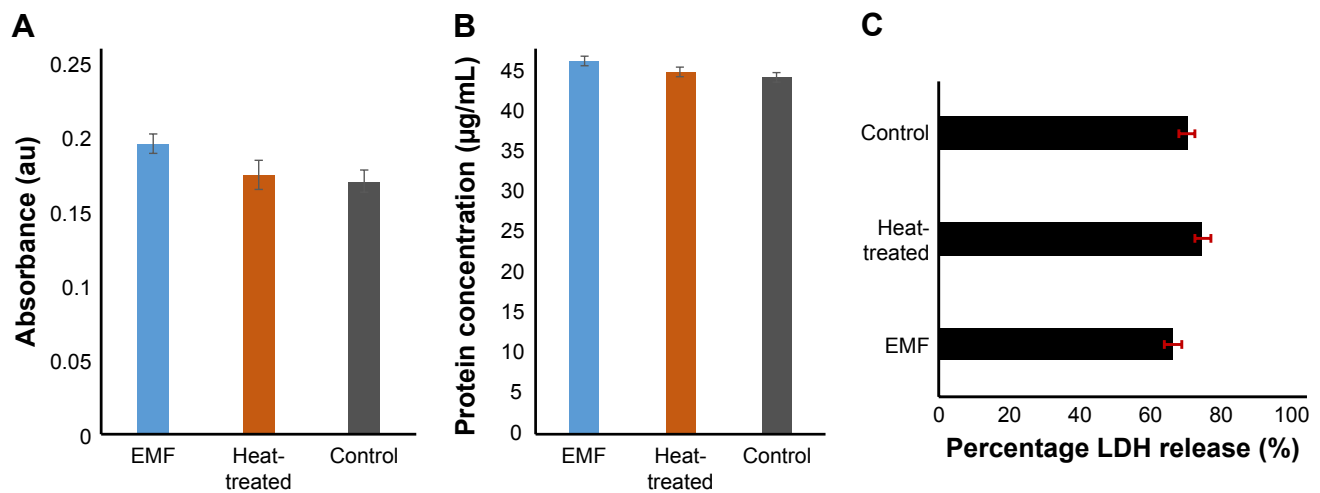 A
Absorbance (au)
0.25
0.2
0.15
0.1
0.05
0
EMF
Heat-
treated
Control
B
Protein concentration (µg/mL)
45
40
35
30
25
20
15
10
5
0
EMF
Heat-
treated
Control
C
Control
Heat-
treated
EMF
0 20 40 60 80 100
Percentage LDH release (%)